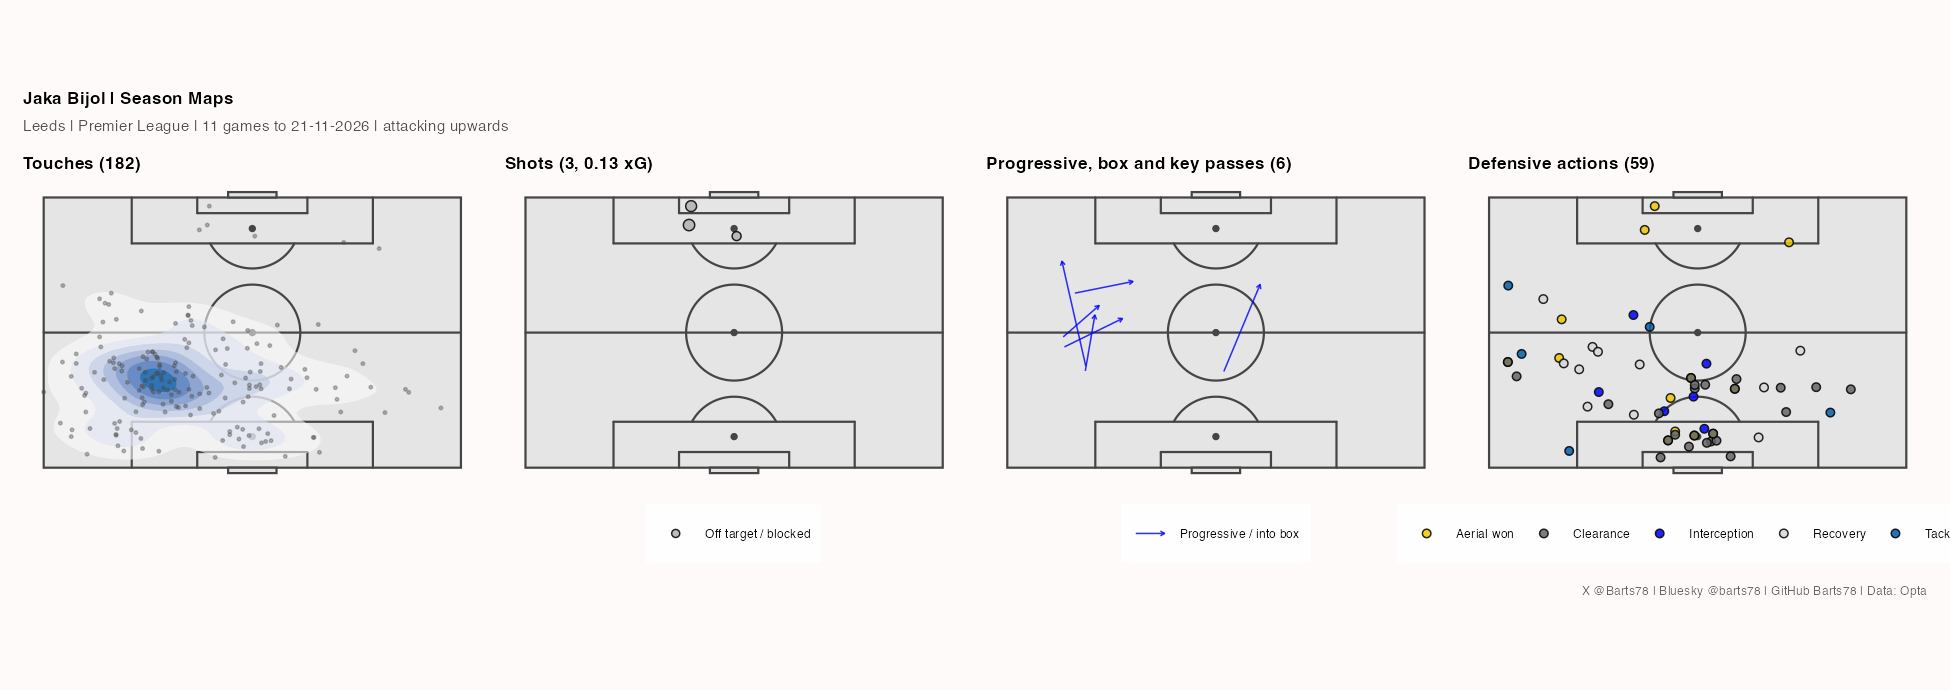 Jaka Bijol | Season Maps
Leeds | Premier League | 11 games to 21-11-2026 | attacking upwards
Touches (182)
Shots (3, 0.13 xG)
Progressive, box and key passes (6)
Defensive actions (59)
Off target / blocked
Progressive / into box
Aerial won
Clearance
Interception
Recovery
Tack
X @Barts78 | Bluesky @barts78 | GitHub Barts78 | Data: Opta